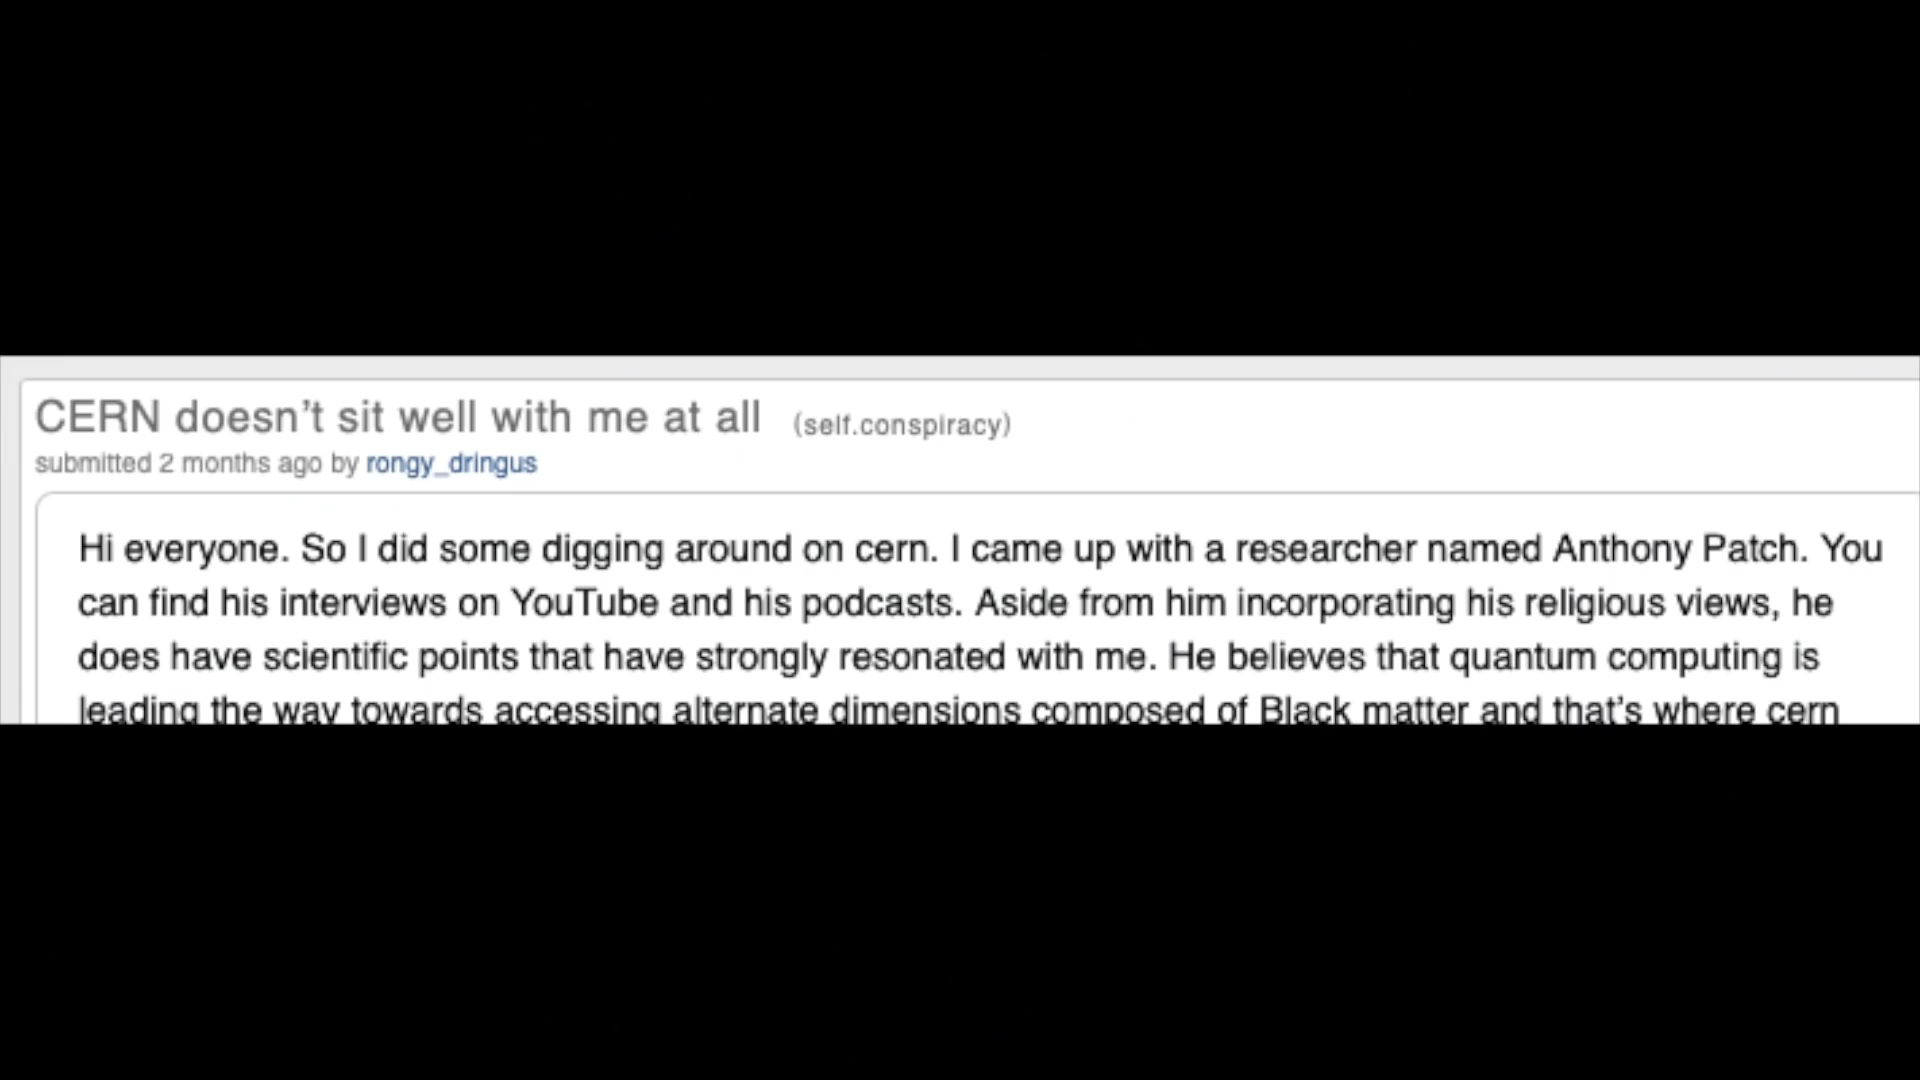 CERN doesn’t sit well with me at all (self.conspiracy)
submitted 2 months ago by rongy_dringus
Hi everyone. So I did some digging around on cern. I came up with a researcher named Anthony Patch. You
can find his interviews on YouTube and his podcasts. Aside from him incorporating his religious views, he
does have scientific points that have strongly resonated with me. He believes that quantum computing is
leading the way towards accessing alternate dimensions composed of Black matter and that’s where cern